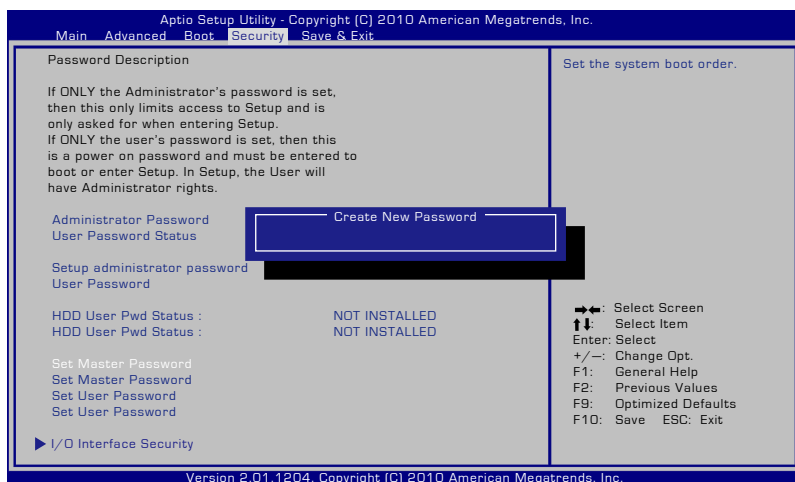 Aptio Setup Utility - Copyright (C) 2010 American Megatrends, Inc.
Main Advanced Boot Security Save & Exit
Password Description
If ONLY the Administrator's password is set,
then this only limits access to Setup and is
only asked for when entering Setup.
If ONLY the user's password is set, then this
is a power on password and must be entered to
boot or enter Setup. In Setup, the User will
have Administrator rights.
Administrator Password
User Password Status
Create New Password
Setup administrator password
User Password
HDD User Pwd Status : NOT INSTALLED
HDD User Pwd Status : NOT INSTALLED
Set Master Password
Set Master Password
Set User Password
Set User Password
I/O Interface Security
Set the system boot order.
→←: Select Screen
↑↓: Select Item
Enter: Select
+/—: Change Opt.
F1: General Help
F2: Previous Values
F9: Optimized Defaults
F10: Save ESC: Exit
Version 2.01.1204. Copyright (C) 2010 American Megatrends, Inc.